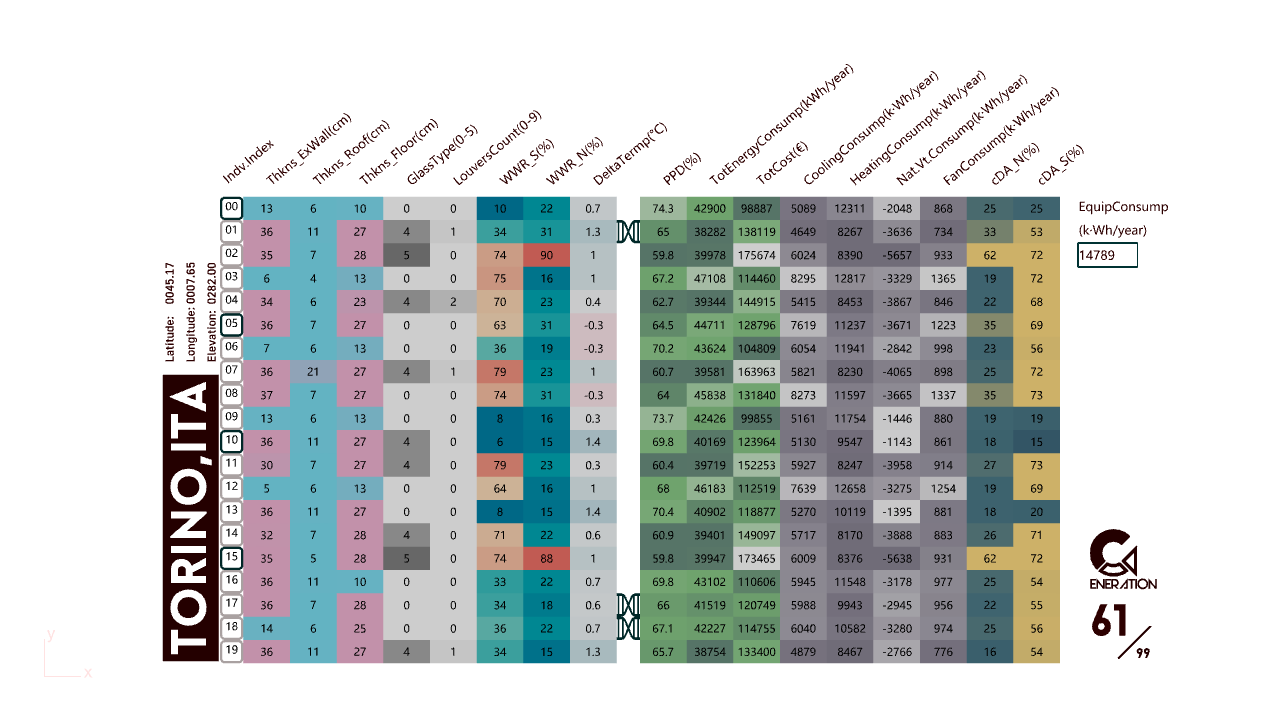 Indv.Index Thkns_ExWall(cm) Thkns_Roof(cm) Thkns_Floor(cm) GlassType(0-5) LouversCount(0-9) WWR_S(%) WWR_N(%) DeltaTermp(°C) PPD(%) TotEnergyConsump(kWh/year) TotCost(€) CoolingConsump(k·Wh/year) HeatingConsump(k·Wh/year) Nat.Vt.Consump(k·Wh/year) FanConsump(k·Wh/year) cDA_N(%) cDA_S(%)
00 13 6 10 0 0 10 22 0.7 74.3 42900 98887 5089 12311 -2048 868 25 25
01 36 11 27 4 1 34 31 1.3 65 38282 138119 4649 8267 -3636 734 33 53
02 35 7 28 5 0 74 90 1 59.8 39978 175674 6024 8390 -5657 933 62 72
03 6 4 13 0 0 75 16 1 67.2 47108 114460 8295 12817 -3329 1365 19 72
04 34 6 23 4 2 70 23 0.4 62.7 39344 144915 5415 8453 -3867 846 22 68
05 36 7 27 0 0 63 31 -0.3 64.5 44711 128796 7619 11237 -3671 1223 35 69
06 7 6 13 0 0 36 19 -0.3 70.2 43624 104809 6054 11941 -2842 998 23 56
07 36 21 27 4 1 79 23 1 60.7 39581 163963 5821 8230 -4065 898 25 72
08 37 7 27 0 0 74 31 -0.3 64 45838 131840 8273 11597 -3665 1337 35 73
09 13 6 13 0 0 8 16 0.3 73.7 42426 99855 5161 11754 -1446 880 19 19
10 36 11 27 4 0 6 15 1.4 69.8 40169 123964 5130 9547 -1143 861 18 15
11 30 7 27 4 0 79 23 0.3 60.4 39719 152253 5927 8247 -3958 914 27 73
12 5 6 13 0 0 64 16 1 68 46183 112519 7639 12658 -3275 1254 19 69
13 36 11 27 0 0 8 15 1.4 70.4 40902 118877 5270 10119 -1395 881 18 20
14 32 7 28 4 0 71 22 0.6 60.9 39401 149097 5717 8170 -3888 883 26 71
15 35 5 28 5 0 74 88 1 59.8 39947 173465 6009 8376 -5638 931 62 72
16 36 11 10 0 0 33 22 0.7 69.8 43102 110606 5945 11548 -3178 977 25 54
17 36 7 28 0 0 34 18 0.6 66 41519 120749 5988 9943 -2945 956 22 55
18 14 6 25 0 0 36 22 0.7 67.1 42227 114755 6040 10582 -3280 974 25 56
19 36 11 27 4 1 34 15 1.3 65.7 38754 133400 4879 8467 -2766 776 16 54
EquipConsump
(k·Wh/year)
14789
Latitude: 0045.17
Longitude: 0007.65
Elevation: 0282.00
TORINO,ITA
G
ENERATION
61/99
y
x